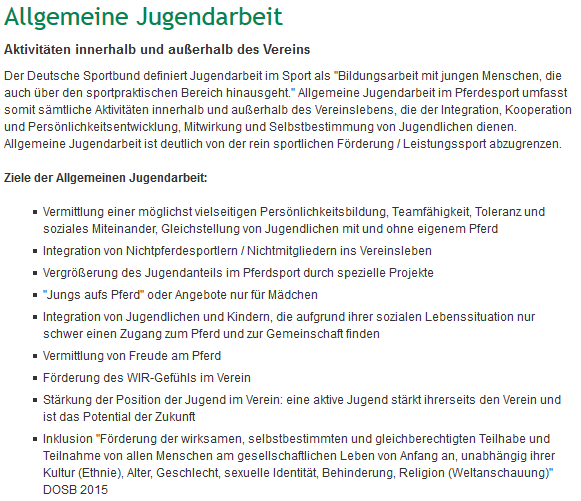 Allgemeine Jugendarbeit
Aktivitäten innerhalb und außerhalb des Vereins
Der Deutsche Sportbund definiert Jugendarbeit im Sport als "Bildungsarbeit mit jungen Menschen, die
auch über den sportpraktischen Bereich hinausgeht." Allgemeine Jugendarbeit im Pferdesport umfasst
somit sämtliche Aktivitäten innerhalb und außerhalb des Vereinslebens, die der Integration, Kooperation
und Persönlichkeitsentwicklung, Mitwirkung und Selbstbestimmung von Jugendlichen dienen.
Allgemeine Jugendarbeit ist deutlich von der rein sportlichen Förderung / Leistungssport abzugrenzen.
Ziele der Allgemeinen Jugendarbeit:
▪ Vermittlung einer möglichst vielseitigen Persönlichkeitsbildung, Teamfähigkeit, Toleranz und
soziales Miteinander, Gleichstellung von Jugendlichen mit und ohne eigenem Pferd
▪ Integration von Nichtpferdesportlern / Nichtmitgliedern ins Vereinsleben
▪ Vergrößerung des Jugendanteils im Pferdsport durch spezielle Projekte
▪ "Jungs aufs Pferd" oder Angebote nur für Mädchen
▪ Integration von Jugendlichen und Kindern, die aufgrund ihrer sozialen Lebenssituation nur
schwer einen Zugang zum Pferd und zur Gemeinschaft finden
▪ Vermittlung von Freude am Pferd
▪ Förderung des WIR-Gefühls im Verein
▪ Stärkung der Position der Jugend im Verein: eine aktive Jugend stärkt ihrerseits den Verein und
ist das Potential der Zukunft
▪ Inklusion "Förderung der wirksamen, selbstbestimmten und gleichberechtigten Teilhabe und
Teilnahme von allen Menschen am gesellschaftlichen Leben von Anfang an, unabhängig ihrer
Kultur (Ethnie), Alter, Geschlecht, sexuelle Identität, Behinderung, Religion (Weltanschauung)"
DOSB 2015